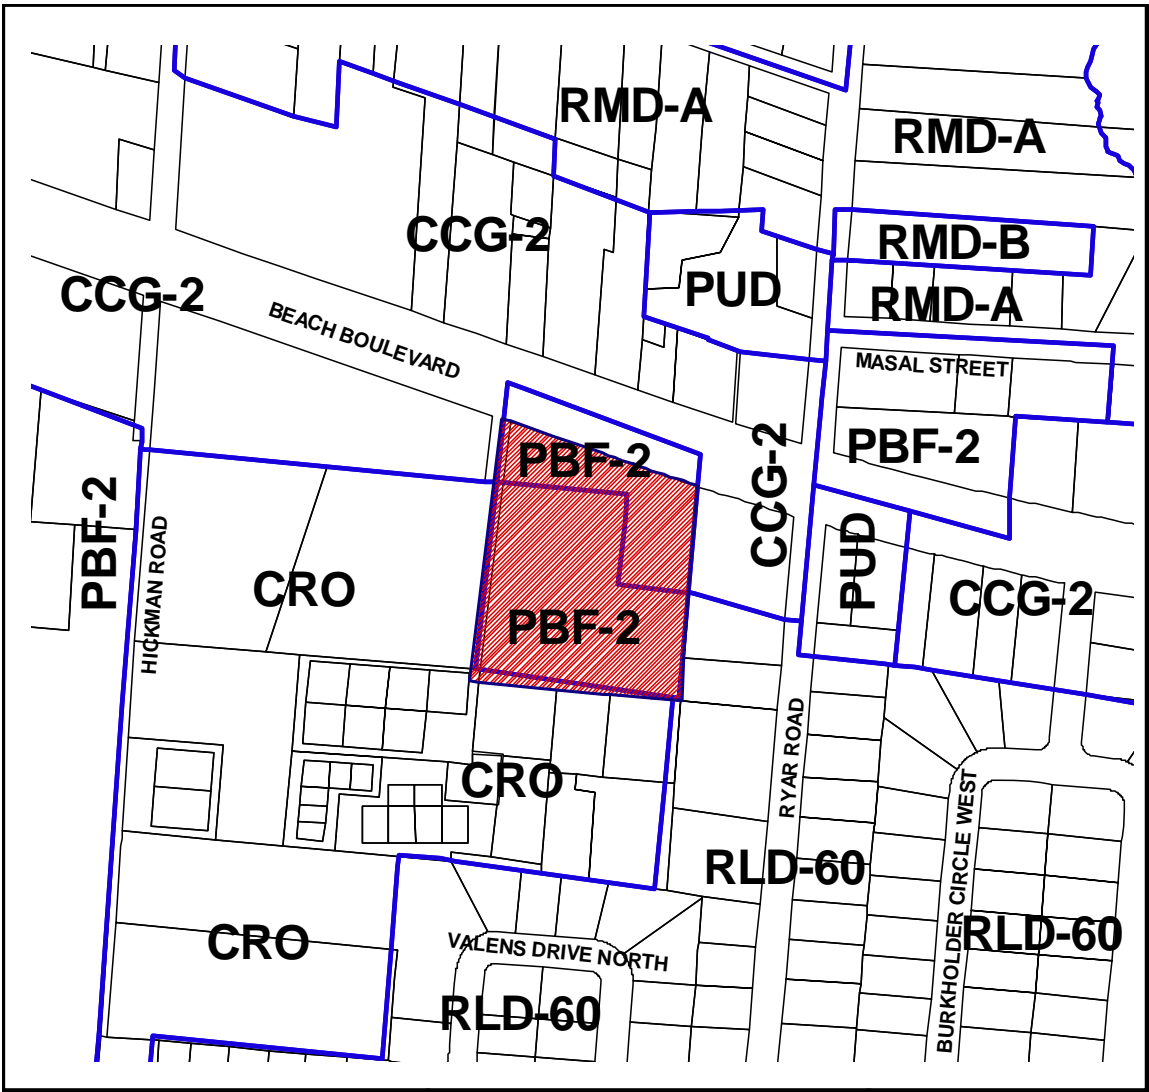 RMD-A
RMD-A
CCG-2
RMD-B
PUD
CCG-2
RMD-A
BEACH BOULEVARD
MASAL STREET
PBF-2
PBF-2
CCG-2
PBF-2
HICKMAN ROAD
CRO
PBF-2
PUD
CCG-2
RYAR ROAD
CRO
BURKHOLDER CIRCLE WEST
RLD-60
CRO
VALENS DRIVE NORTH
RLD-60
RLD-60